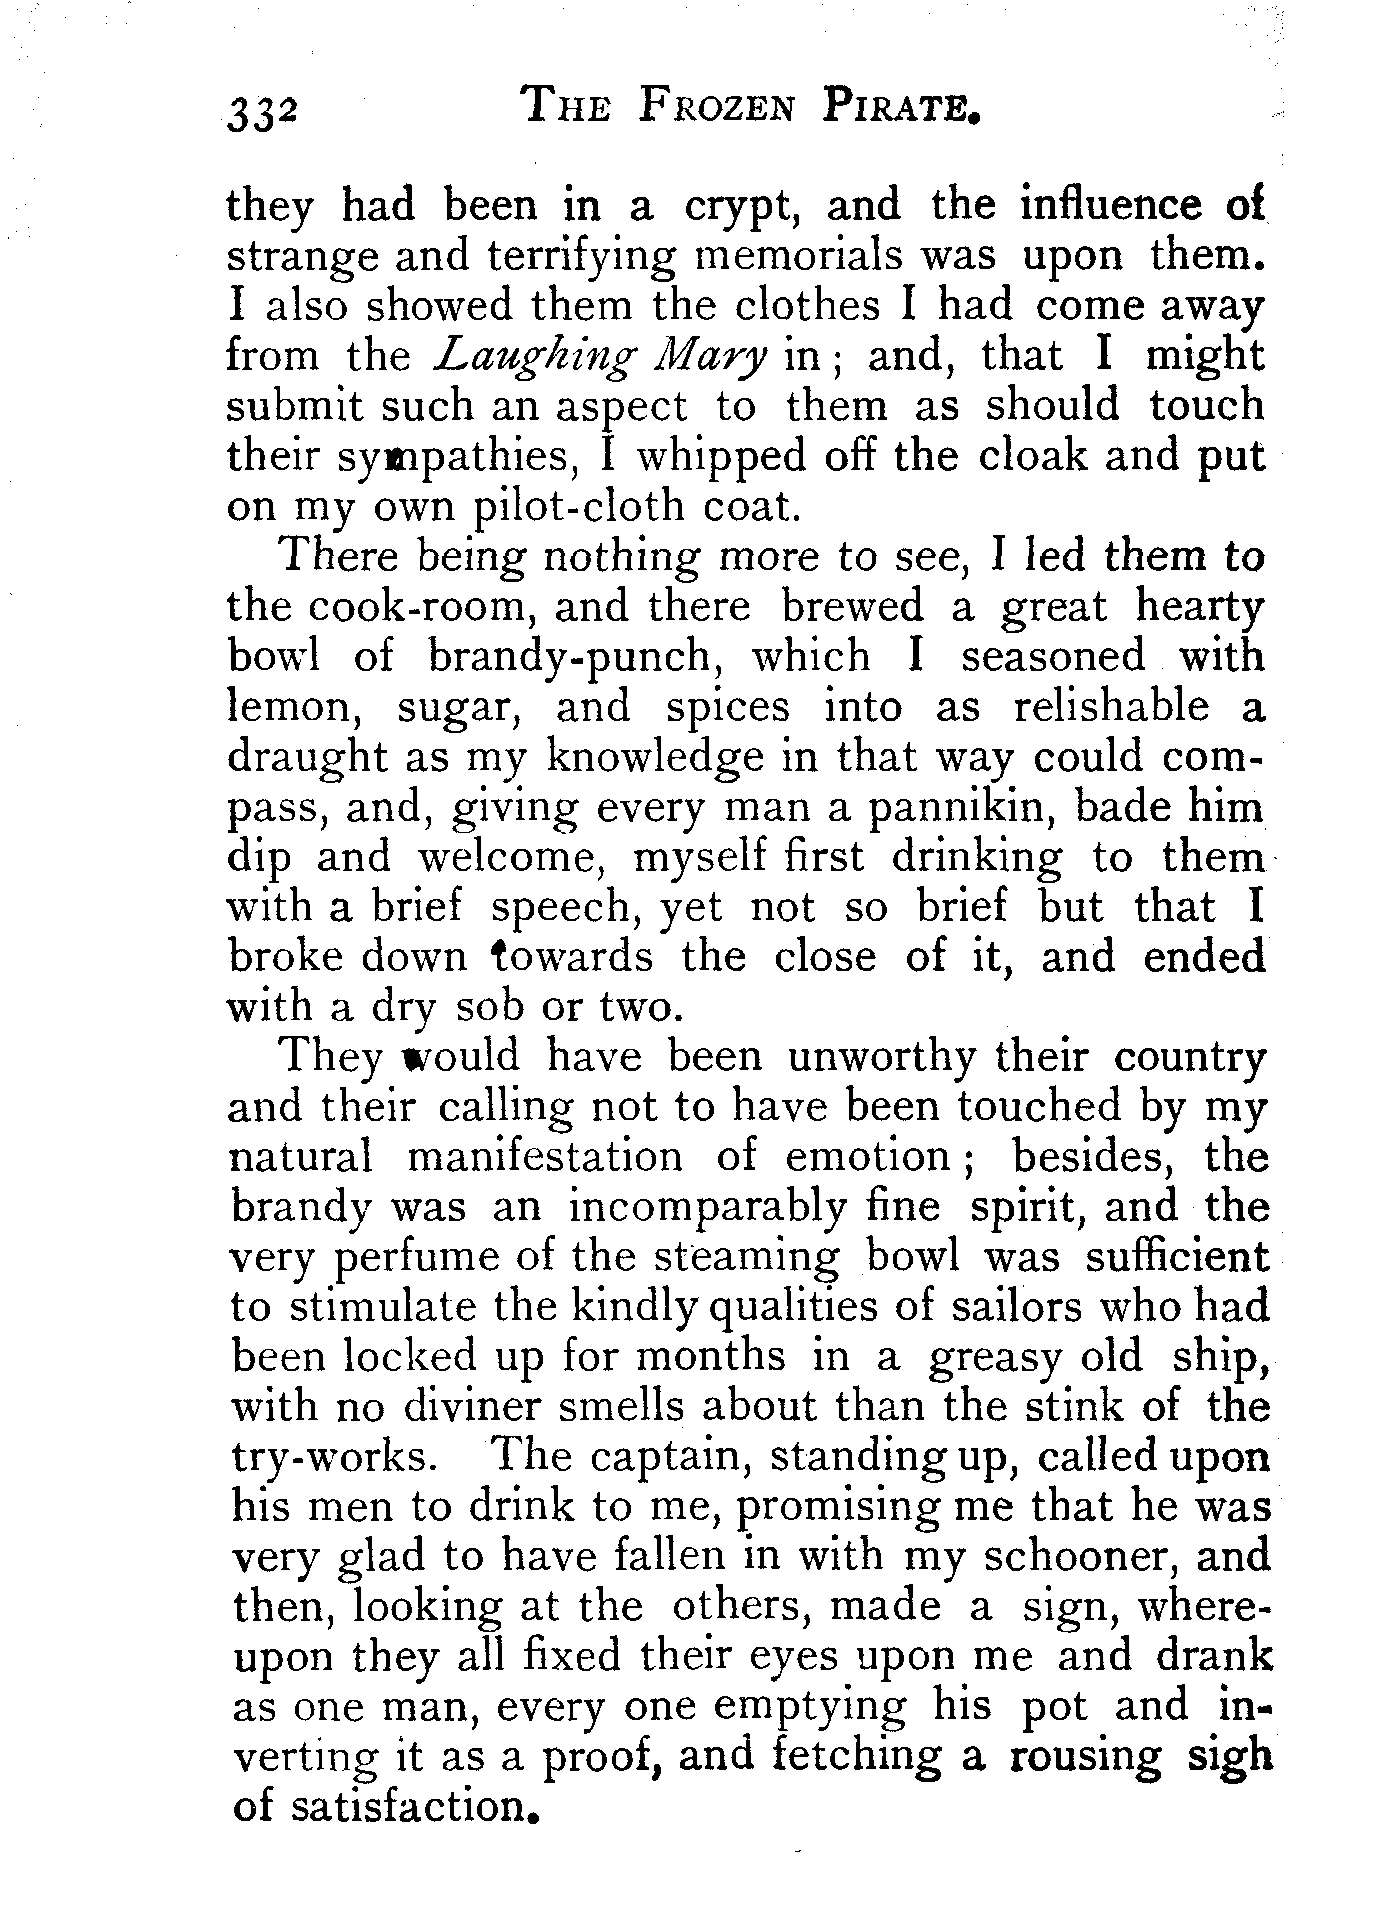 332 THE FROZEN PIRATE.
they had been in a crypt, and the influence of
strange and terrifying memorials was upon them.
I also showed them the clothes I had come away
from the Laughing Mary in ; and, that I might
submit such an aspect to them as should touch
their sympathies, I whipped off the cloak and put
on my own pilot-cloth coat.
There being nothing more to see, I led them to
the cook-room, and there brewed a great hearty
bowl of brandy-punch, which I seasoned with
lemon, sugar, and spices into as relishable a
draught as my knowledge in that way could com-
pass, and, giving every man a pannikin, bade him
dip and welcome, myself first drinking to them
with a brief speech, yet not so brief but that I
broke down towards the close of it, and ended
with a dry sob or two.
They would have been unworthy their country
and their calling not to have been touched by my
natural manifestation of emotion ; besides, the
brandy was an incomparably fine spirit, and the
very perfume of the steaming bowl was sufficient
to stimulate the kindly qualities of sailors who had
been locked up for months in a greasy old ship,
with no diviner smells about than the stink of the
try-works. The captain, standing up, called upon
his men to drink to me, promising me that he was
very glad to have fallen in with my schooner, and
then, looking at the others, made a sign, where-
upon they all fixed their eyes upon me and drank
as one man, every one emptying his pot and in-
verting it as a proof, and fetching a rousing sigh
of satisfaction.